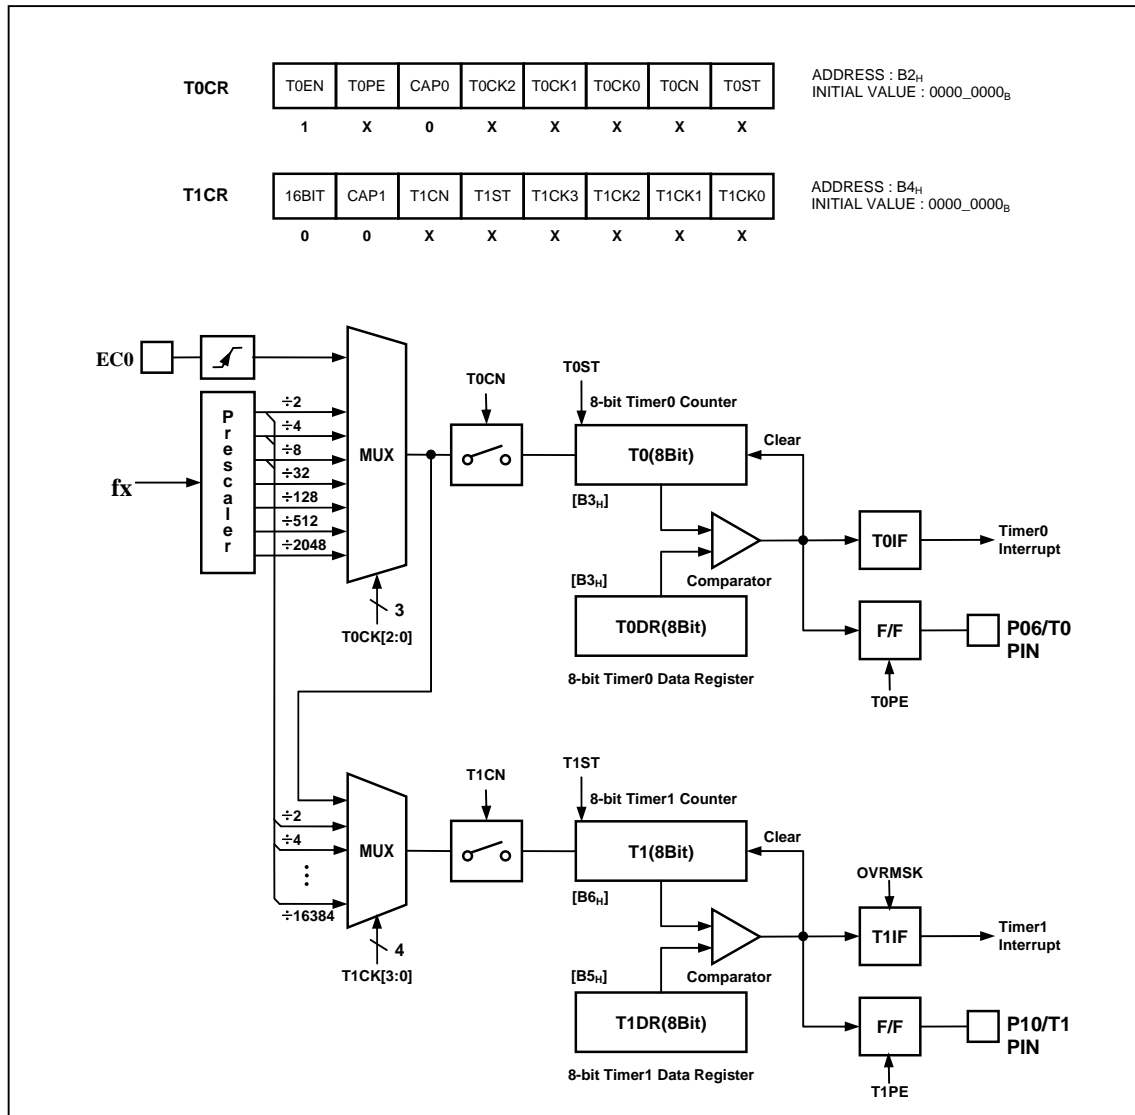 T0CR T0EN T0PE CAP0 T0CK2 T0CK1 T0CK0 T0CN T0ST
ADDRESS : B2H
INITIAL VALUE : 0000_0000B
1 X 0 X X X X X
T1CR 16BIT CAP1 T1CN T1ST T1CK3 T1CK2 T1CK1 T1CK0
ADDRESS : B4H
INITIAL VALUE : 0000_0000B
0 0 X X X X X X
EC0
fx
Prescaler
÷2
÷4
÷8
÷32
÷128
÷512
÷2048
MUX
3
T0CK[2:0]
T0CN
T0ST
8-bit Timer0 Counter
T0(8Bit)
Clear
[B3H]
Comparator
[B3H]
T0DR(8Bit)
8-bit Timer0 Data Register
T0IF
Timer0
Interrupt
F/F
P06/T0
PIN
T0PE
÷2
÷4
÷16384
MUX
4
T1CK[3:0]
T1CN
T1ST
8-bit Timer1 Counter
T1(8Bit)
Clear
[B6H]
Comparator
[B5H]
T1DR(8Bit)
8-bit Timer1 Data Register
OVRMSK
T1IF
Timer1
Interrupt
F/F
P10/T1
PIN
T1PE